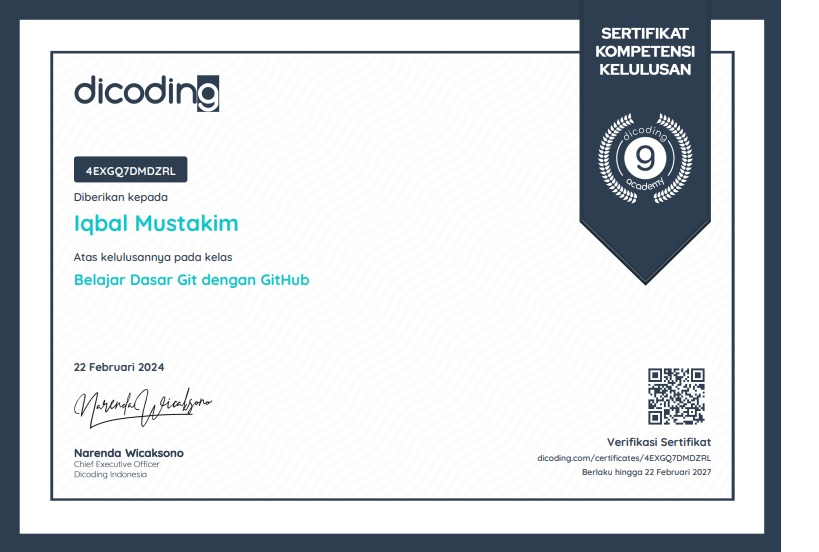 SERTIFIKAT
KOMPETENSI
KELULUSAN
dicoding
dicoding
academy
4EXGQ7DMDZRL
Diberikan kepada
Iqbal Mustakim
Atas kelulusannya pada kelas
Belajar Dasar Git dengan GitHub
22 Februari 2024
Narenda Wicaksono
Narenda Wicaksono
Chief Executive Officer
Dicoding Indonesia
Verifikasi Sertifikat
dicoding.com/certificates/4EXGQ7DMDZRL
Berlaku hingga 22 Februari 2027